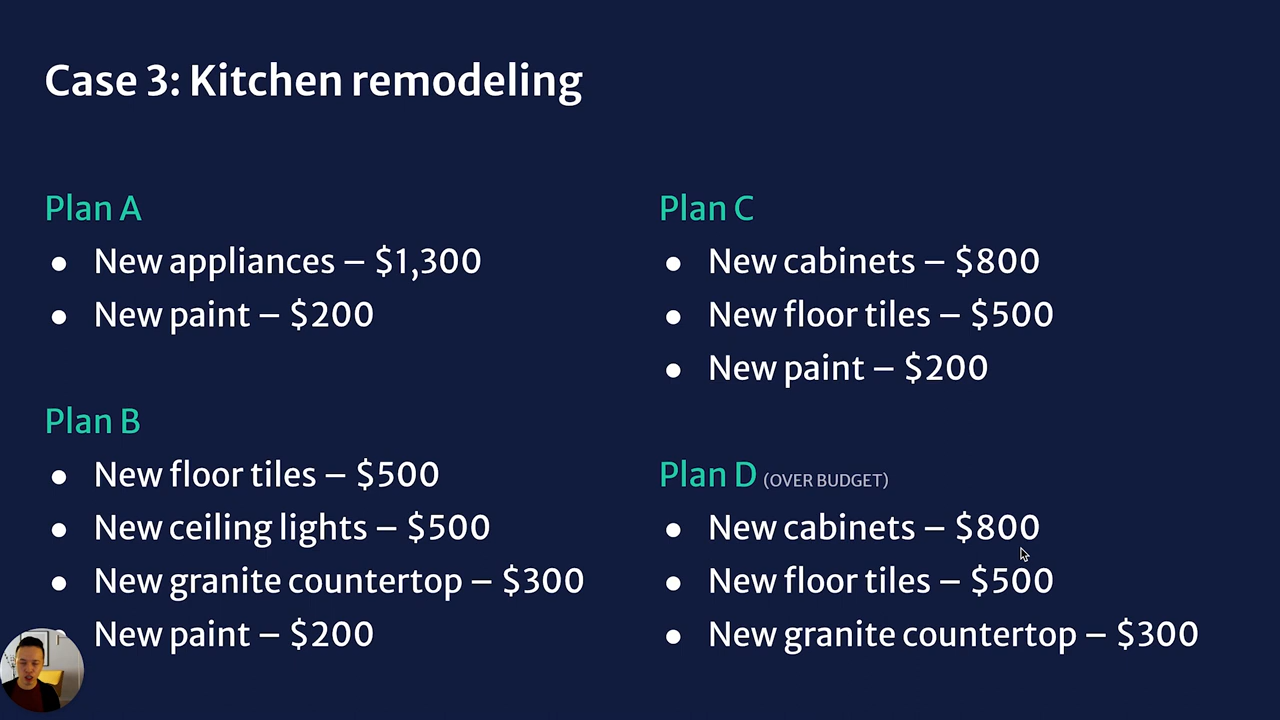 Case 3: Kitchen remodeling
Plan A
● New appliances – $1,300
● New paint – $200
Plan B
● New floor tiles – $500
● New ceiling lights – $500
● New granite countertop – $300
New paint – $200
Plan C
● New cabinets – $800
● New floor tiles – $500
● New paint – $200
Plan D (OVER BUDGET)
● New cabinets – $800
● New floor tiles – $500
● New granite countertop – $300